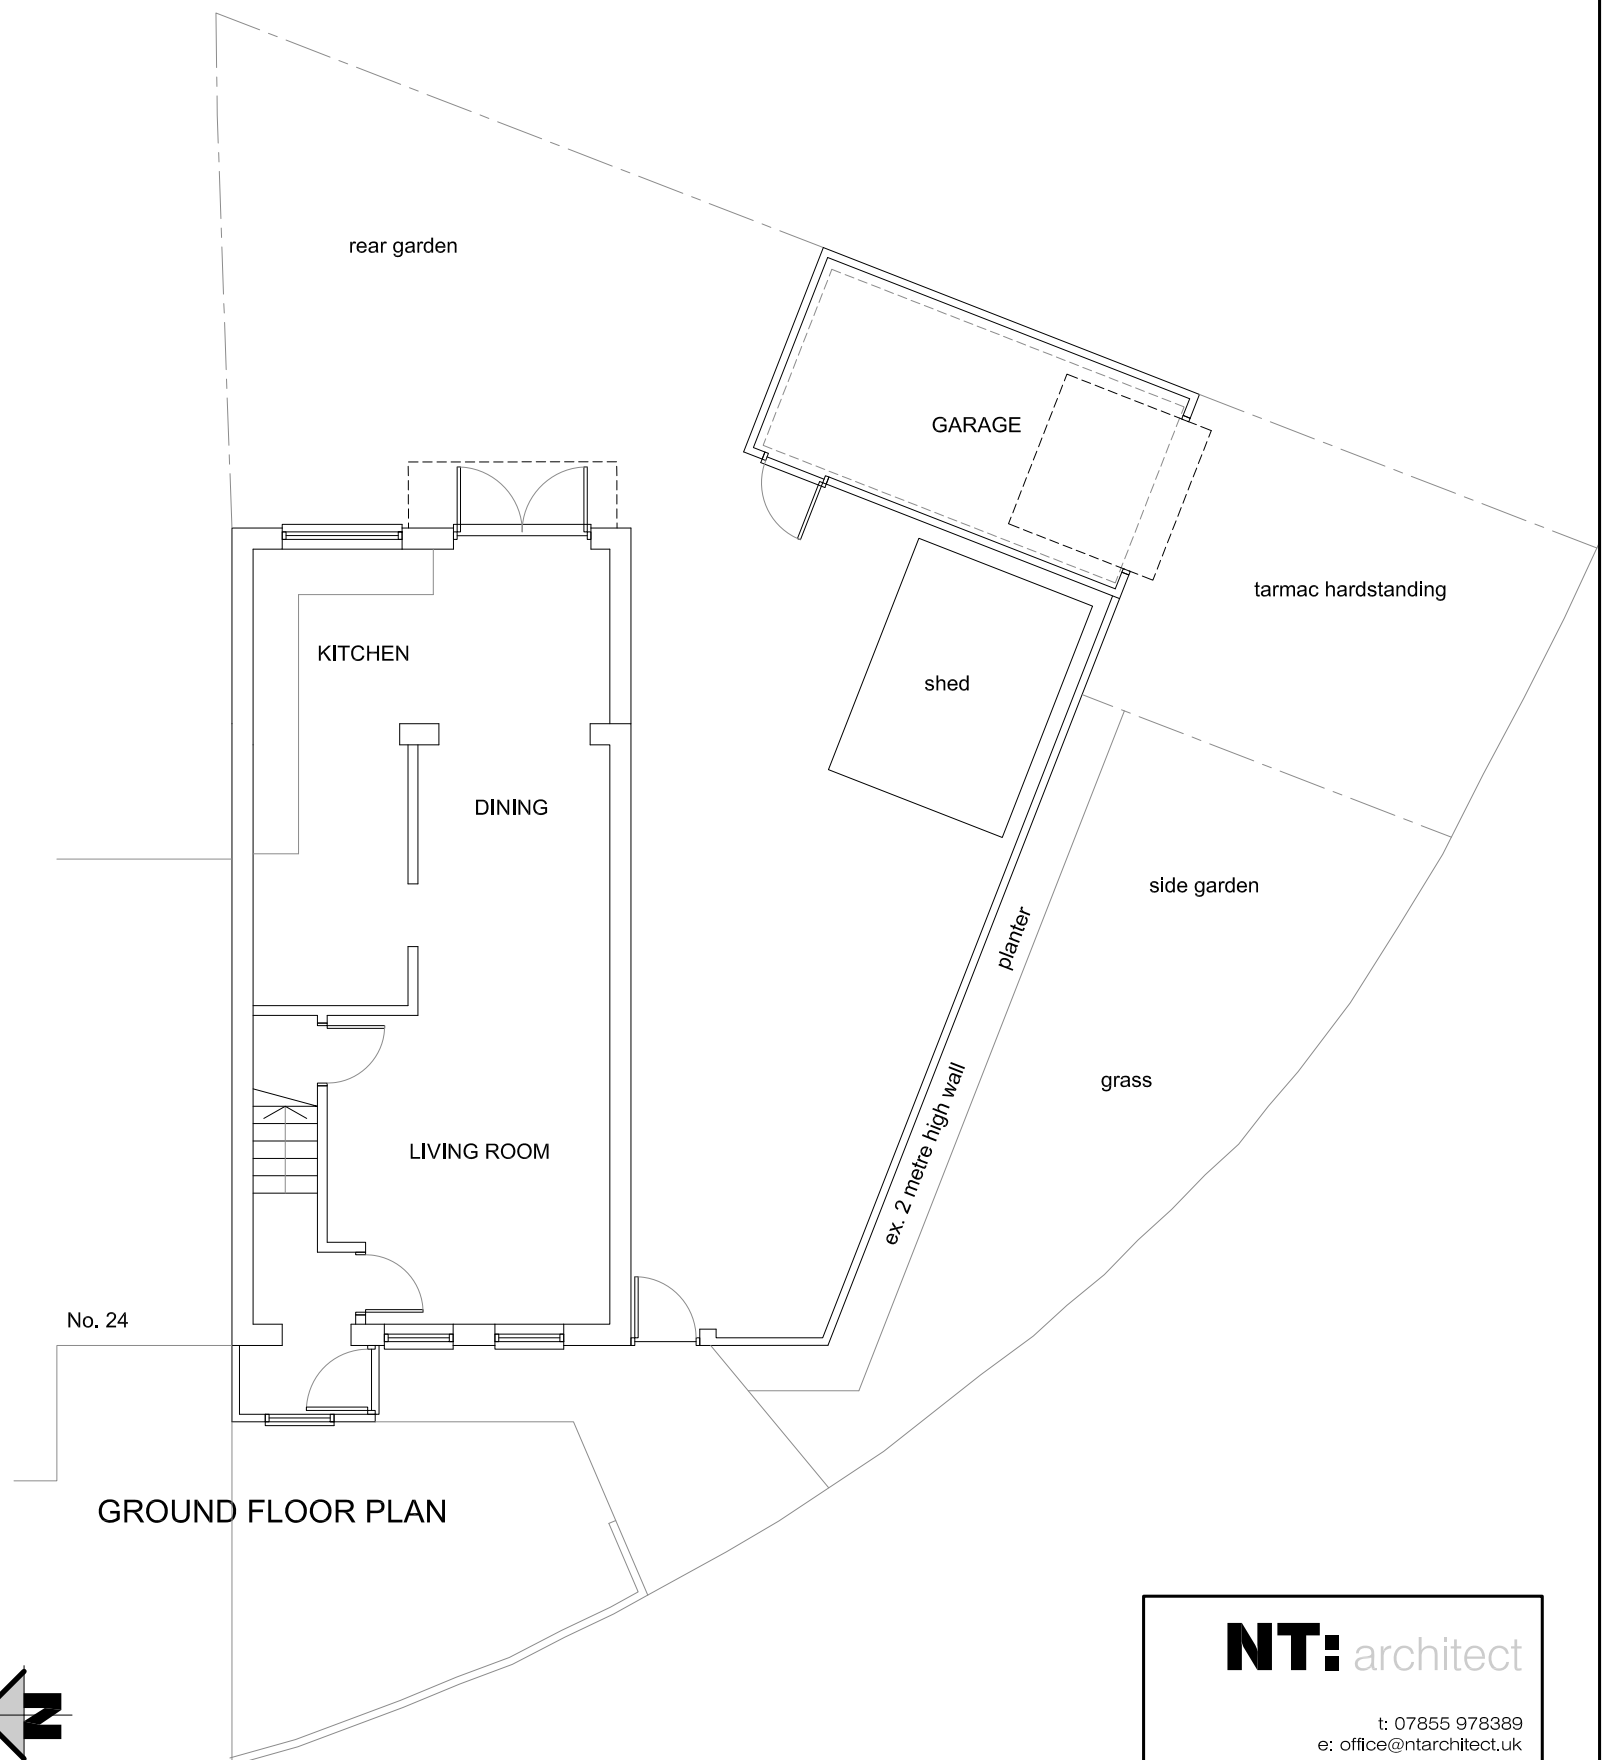 rear garden
GARAGE
tarmac hardstanding
KITCHEN
shed
DINING
side garden
planter
grass
ex. 2 metre high wall
LIVING ROOM
No. 24
GROUND FLOOR PLAN
NT: architect
N
t: 07855 978389
e: office@ntarchitect.uk